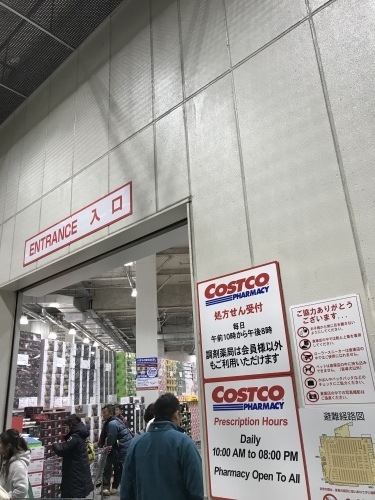 ENTRANCE 入口
COSTCO
PHARMACY
処方せん受付
毎日
午前10時から午後8時
調剤薬局は会員様以外
もご利用いただけます
COSTCO
PHARMACY
Prescription Hours
Daily
10:00 AM to 08:00 PM
Pharmacy Open To All
ご協力ありがとう
ございます...
避難経路図